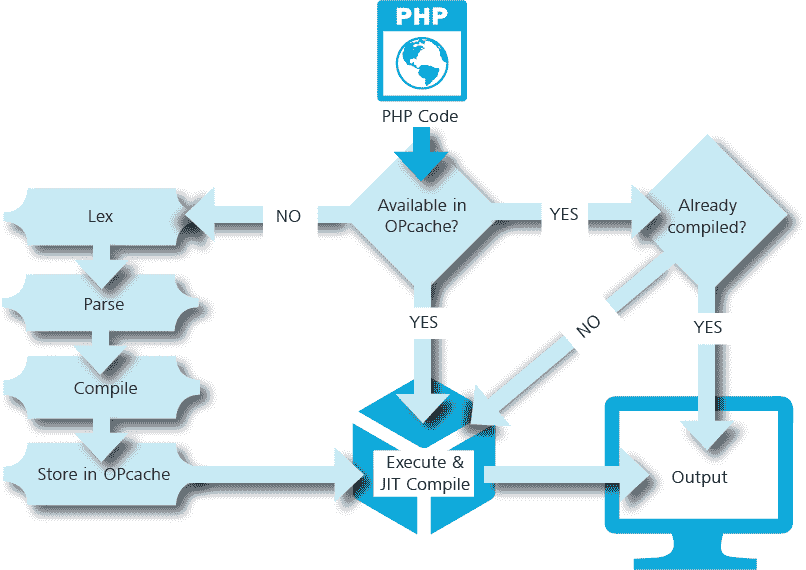 PHP
PHP Code
Available in
OPcache?
NO
YES
Already
compiled?
Lex
Parse
Compile
Store in OPcache
YES
NO
YES
Execute &
JIT Compile
Output